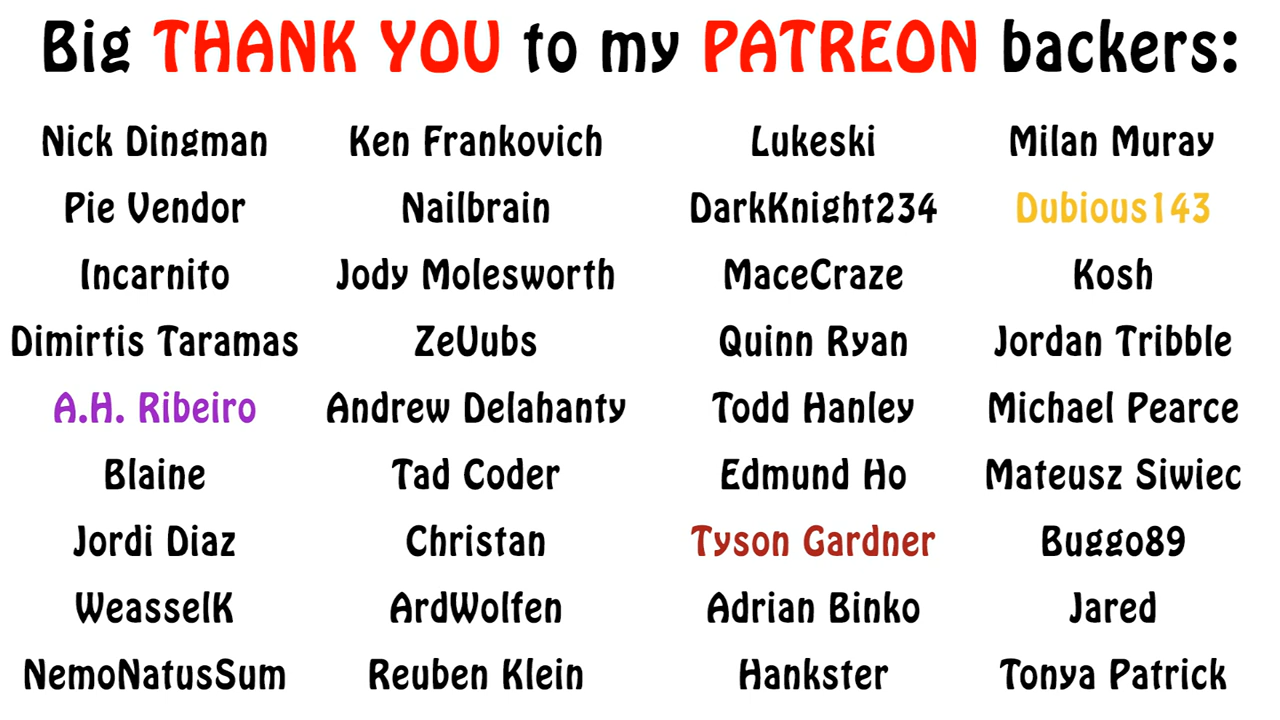 Big THANK YOU to my PATREON backers:
Nick Dingman Ken Frankovich Lukeski Milan Muray
Pie Vendor Nailbrain DarkKnight234 Dubious143
Incarnito Jody Molesworth MaceCraze Kosh
Dimirtis Taramas ZeVubs Quinn Ryan Jordan Tribble
A.H. Ribeiro Andrew Delahanty Todd Hanley Michael Pearce
Blaine Tad Coder Edmund Ho Mateusz Siwiec
Jordi Diaz Christan Tyson Gardner Buggo89
WeasselK ArdWolfen Adrian Binko Jared
NemoNatusSum Reuben Klein Hankster Tonya Patrick